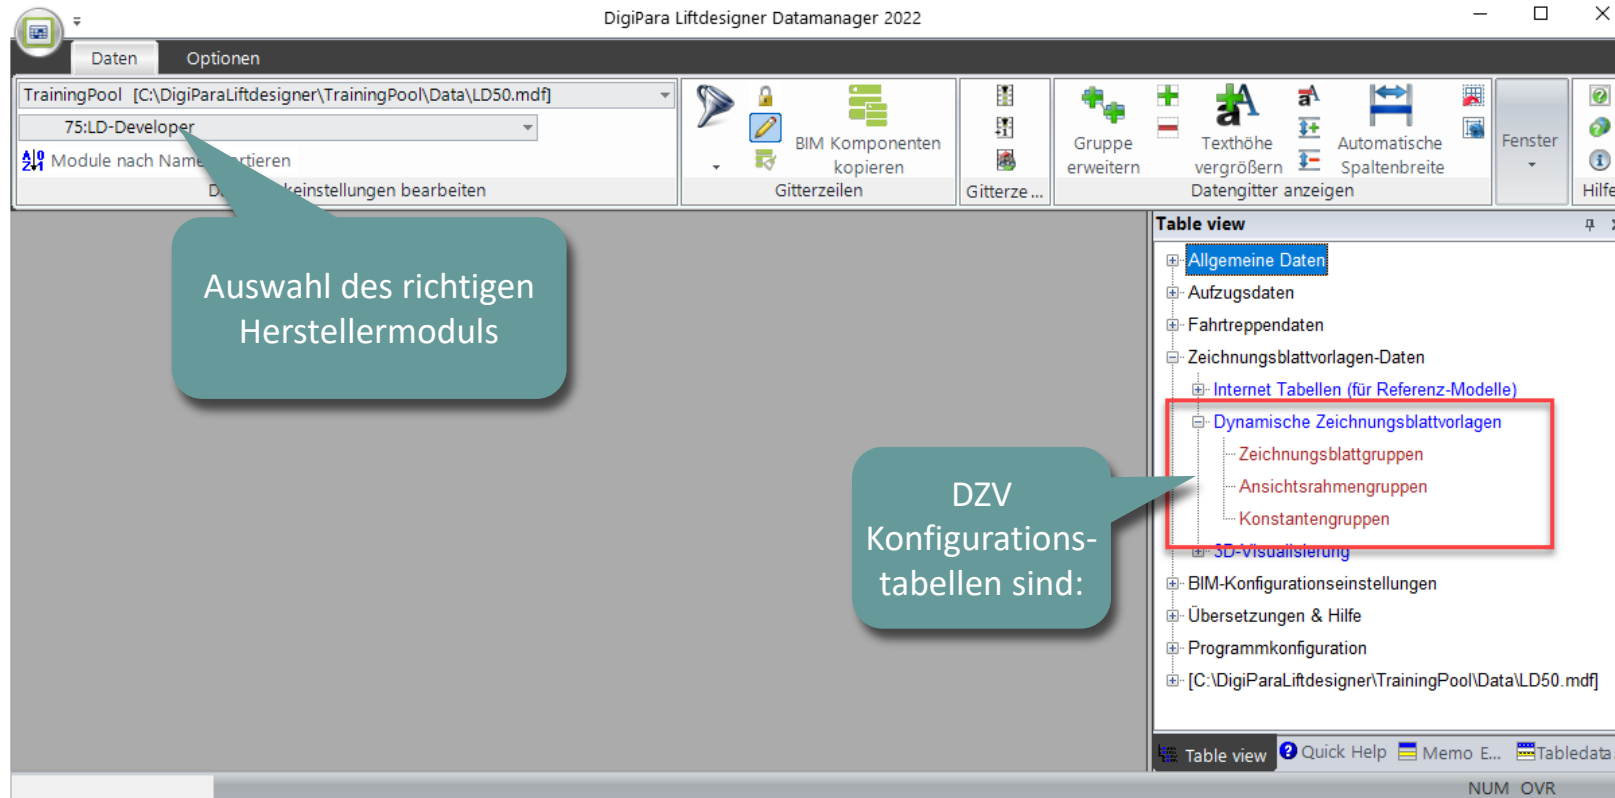 DigiPara Liftdesigner Datamanager 2022
Daten Optionen
TrainingPool [C:\DigiParaLiftdesigner\TrainingPool\Data\LD50.mdf]
75:LD-Developer
Module nach Name
BIM Komponenten
kopieren
Gitterzeilen
Gitterze ...
Gruppe
erweitern
Texthöhe
vergrößern
Automatische
Spaltenbreite
Datengitter anzeigen
Fenster
Hilfe
Auswahl des richtigen
Herstellermoduls
Table view
Allgemeine Daten
Aufzugsdaten
Fahrtreppendaten
Zeichnungsblattvorlagen-Daten
Internet Tabellen (für Referenz-Modelle)
Dynamische Zeichnungsblattvorlagen
Zeichnungsblattgruppen
Ansichtsrahmengruppen
Konstantengruppen
3D-Visualisierung
BIM-Konfigurationseinstellungen
Übersetzungen & Hilfe
Programmkonfiguration
[C:\DigiParaLiftdesigner\TrainingPool\Data\LD50.mdf]
DZV
Konfigurations-
tabellen sind:
Table view Quick Help Memo E... Tabledata
NUM OVR